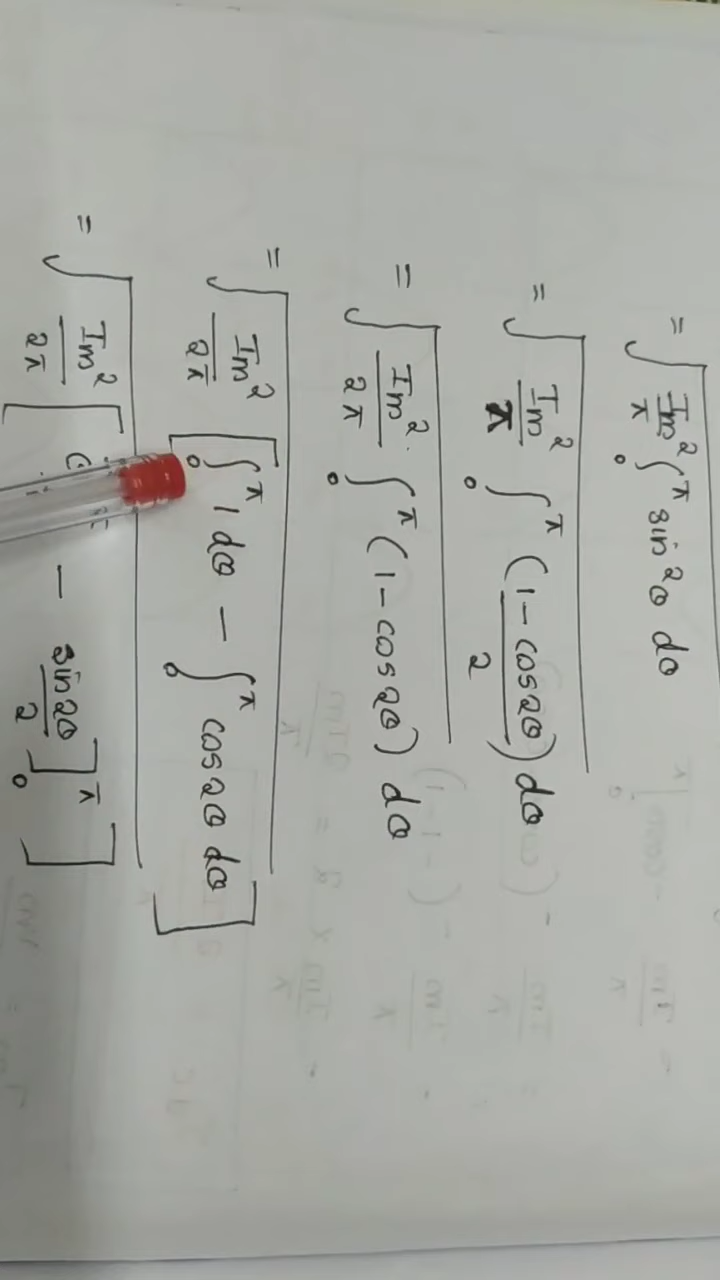 = √ Im²/π ∫₀^π sin²θ dθ
= √ Im²/π ∫₀^π (1-cos2θ)/2 dθ
= √ Im²/2π ∫₀^π (1-cos2θ) dθ
= √ Im²/2π [ ∫₀^π 1 dθ - ∫₀^π cos2θ dθ ]
= √ Im²/2π [ - sin2θ/2 ]₀^π ]